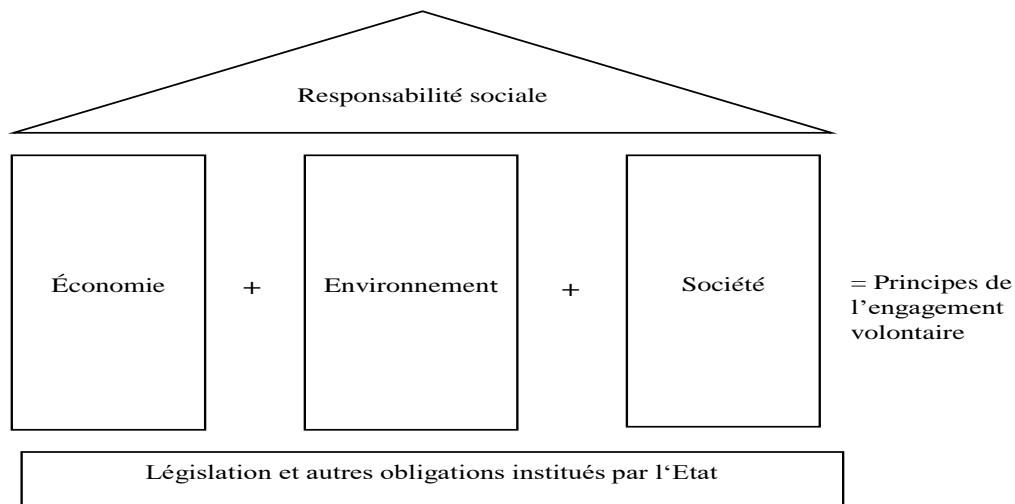 Responsabilité sociale
Économie
+
Environnement
+
Société
= Principes de
l’engagement
volontaire
Législation et autres obligations institués par l‘Etat